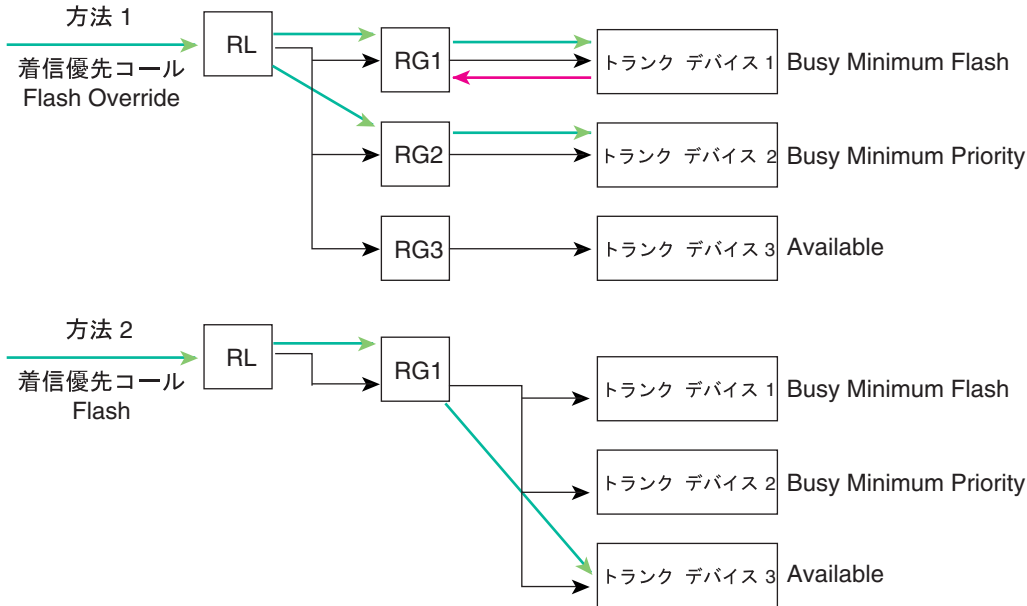 方法 1
着信優先コール
Flash Override
RL
RG1
トランク デバイス 1
Busy Minimum Flash
RG2
トランク デバイス 2
Busy Minimum Priority
RG3
トランク デバイス 3
Available
方法 2
着信優先コール
Flash
RL
RG1
トランク デバイス 1
Busy Minimum Flash
トランク デバイス 2
Busy Minimum Priority
トランク デバイス 3
Available